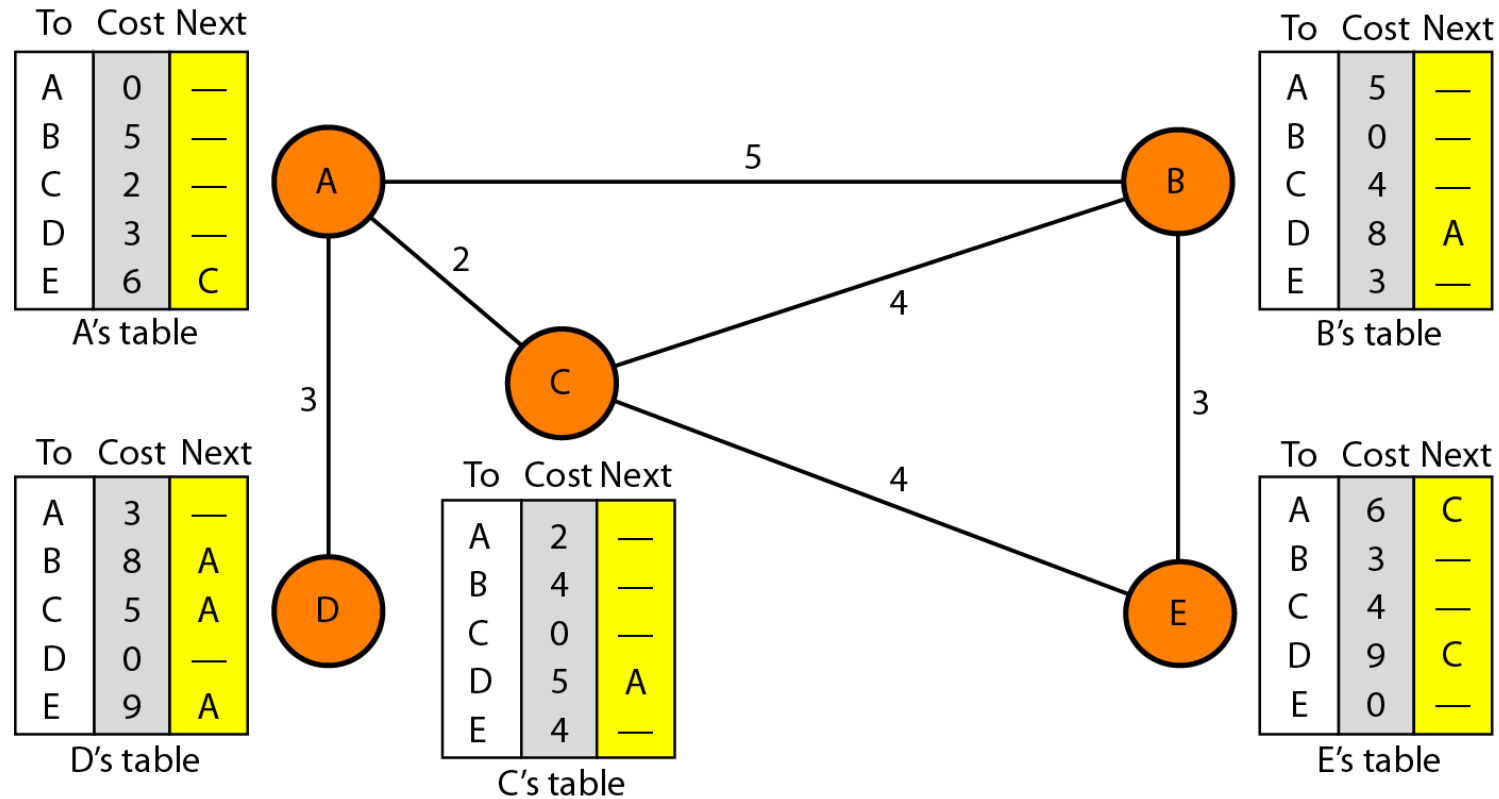 To Cost Next
A 0 —
B 5 —
C 2 —
D 3 —
E 6 C
A’s table
To Cost Next
A 5 —
B 0 —
C 4 —
D 8 A
E 3 —
B’s table
A
5
B
2
4
C
3
3
4
D
E
To Cost Next
A 3 —
B 8 A
C 5 A
D 0 —
E 9 A
D’s table
To Cost Next
A 2 —
B 4 —
C 0 —
D 5 A
E 4 —
C’s table
To Cost Next
A 6 C
B 3 —
C 4 —
D 9 C
E 0 —
E’s table